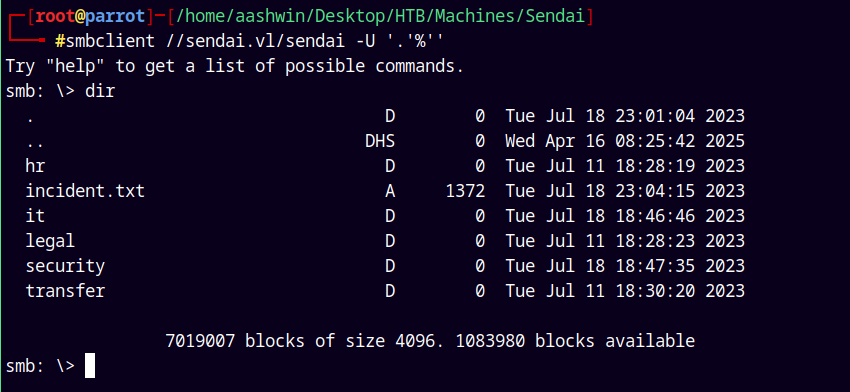 ┌─[root@parrot]─[/home/aashwin/Desktop/HTB/Machines/Sendai]
└──╼ #smbclient //sendai.vl/sendai -U '.'%''
Try "help" to get a list of possible commands.
smb: \> dir
  .                                   D        0  Tue Jul 18 23:01:04 2023
  ..                                DHS        0  Wed Apr 16 08:25:42 2025
  hr                                  D        0  Tue Jul 11 18:28:19 2023
  incident.txt                        A     1372  Tue Jul 18 23:04:15 2023
  it                                  D        0  Tue Jul 18 18:46:46 2023
  legal                               D        0  Tue Jul 11 18:28:23 2023
  security                            D        0  Tue Jul 18 18:47:35 2023
  transfer                            D        0  Tue Jul 11 18:30:20 2023
                7019007 blocks of size 4096. 1083980 blocks available
smb: \>